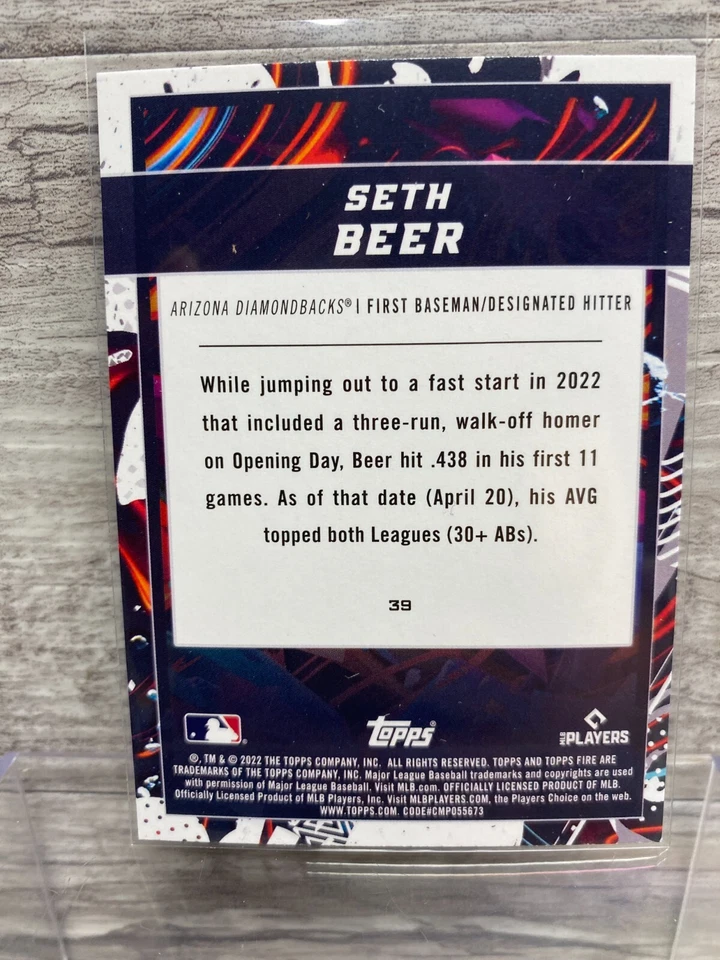 SETH
BEER
ARIZONA DIAMONDBACKS® | FIRST BASEMAN/DESIGNATED HITTER
While jumping out to a fast start in 2022
that included a three-run, walk-off homer
on Opening Day, Beer hit .438 in his first 11
games. As of that date (April 20), his AVG
topped both Leagues (30+ ABs).
39
TOPPS®
MLB PLAYERS
®, TM & © 2022 THE TOPPS COMPANY, INC. ALL RIGHTS RESERVED. TOPPS AND TOPPS FIRE ARE
TRADEMARKS OF THE TOPPS COMPANY, INC. Major League Baseball trademarks and copyrights are used
with permission of Major League Baseball. Visit MLB.com. OFFICIALLY LICENSED PRODUCT OF MLB.
Officially Licensed Product of MLB Players, Inc. Visit MLBPLAYERS.COM, the Players Choice on the web.
WWW.TOPPS.COM. CODE#CMP055673